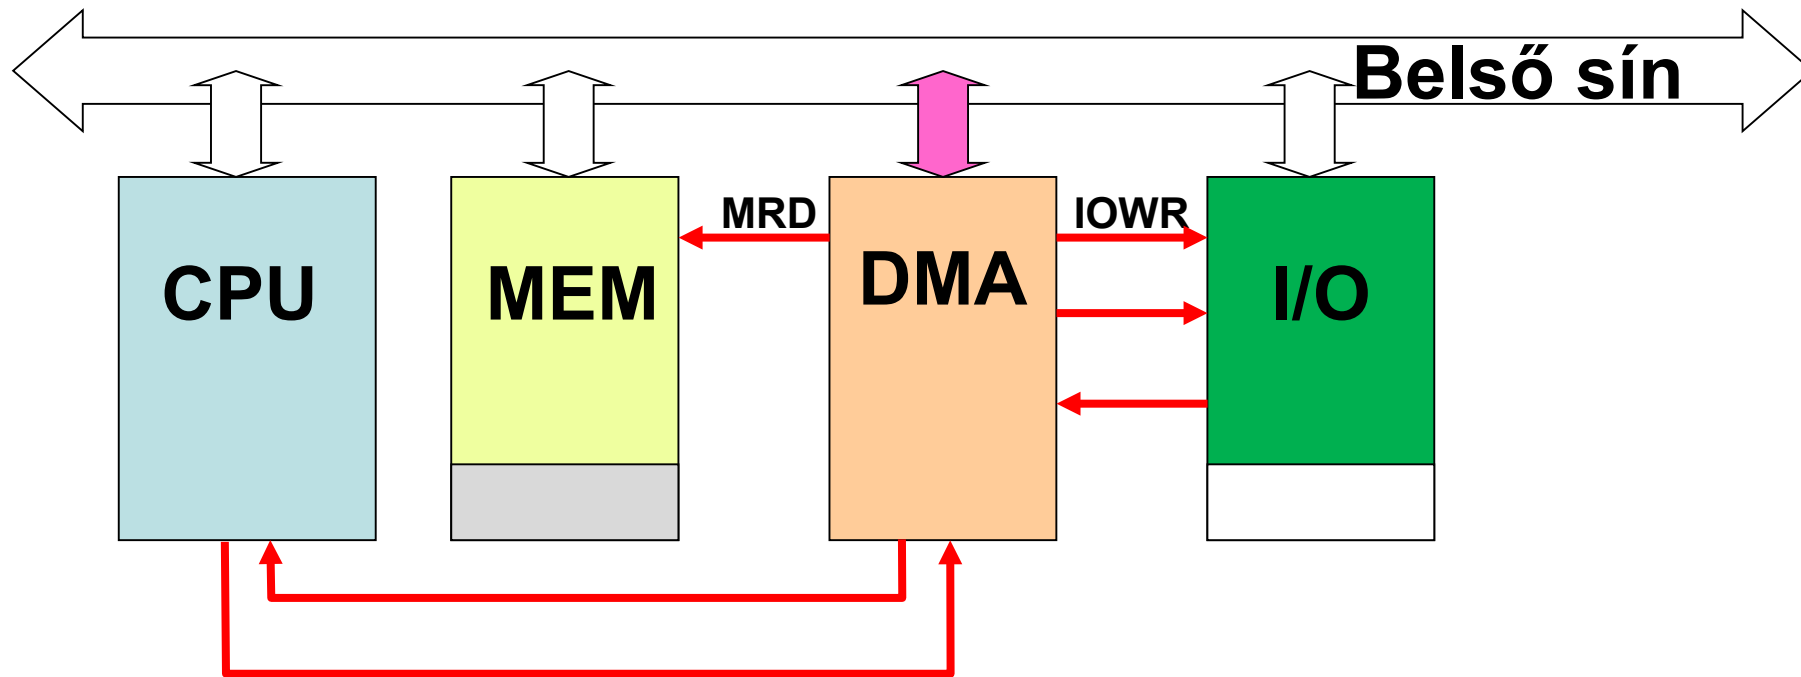 Belső sín
MRD
IOWR
CPU
MEM
DMA
I/O